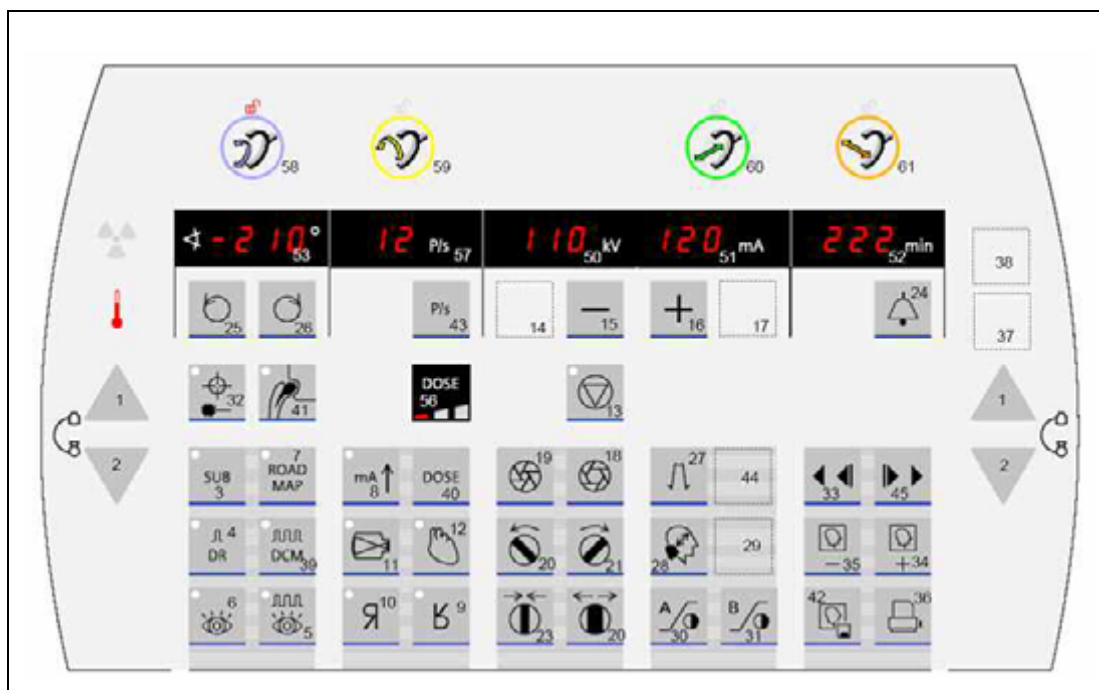 58 59 60 61
-210° 53 12 P/s 57 110 kV 50 120 mA 51 222 min 52
38
25 26 P/s 43 14 15 16 17 24
37
32 41 DOSE 56 13
1 1
SUB 3 7 ROAD MAP mA 8 DOSE 40 19 18 27 44 33 45
2 2
4 DR DCM 39 11 12 20 21 28 29 35 34
6 5 Я 10 R 9 23 20 A 30 B 31 42 36